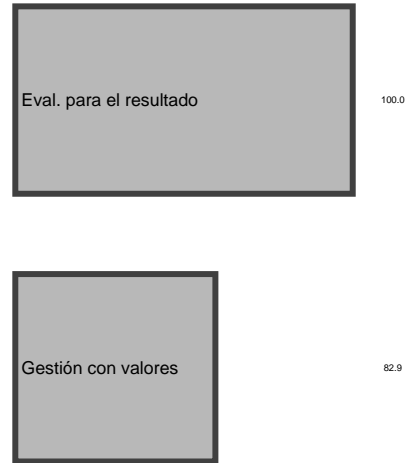 Eval. para el resultado 100.0
Gestión con valores 82.9